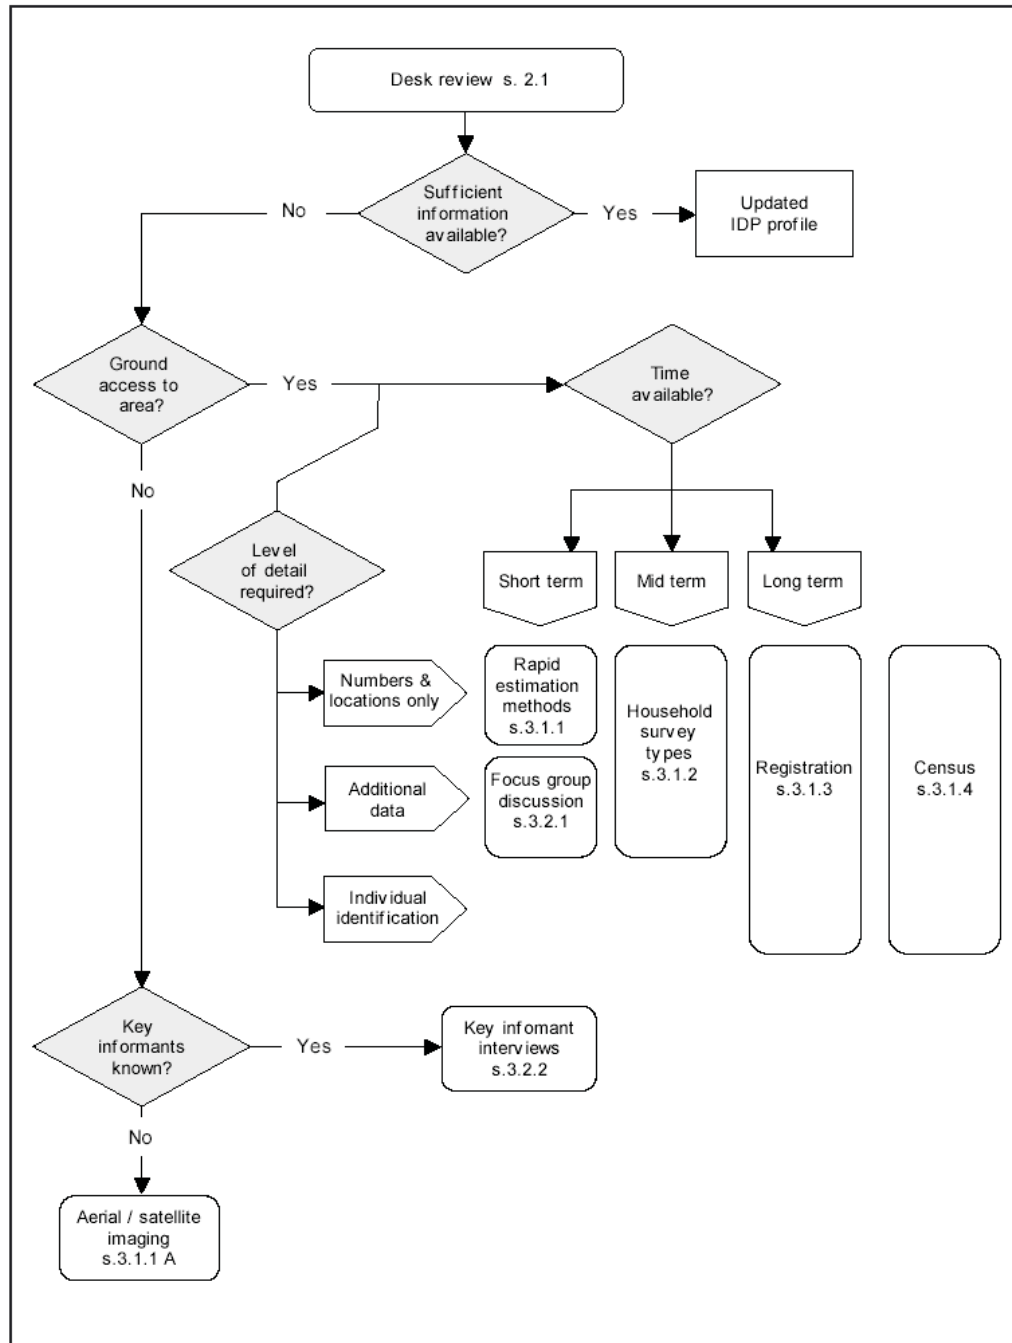 Desk review s. 2.1
Sufficient
information
available?
No
Yes
Updated
IDP profile
Ground
access to
area?
Yes
Time
available?
No
Level
of detail
required?
Short term
Mid term
Long term
Numbers &
locations only
Rapid
estimation
methods
s.3.1.1
Household
survey
types
s.3.1.2
Registration
s.3.1.3
Census
s.3.1.4
Additional
data
Focus group
discussion
s.3.2.1
Individual
identification
Key
informants
known?
Yes
Key infomant
interviews
s.3.2.2
No
Aerial / satellite
imaging
s.3.1.1 A